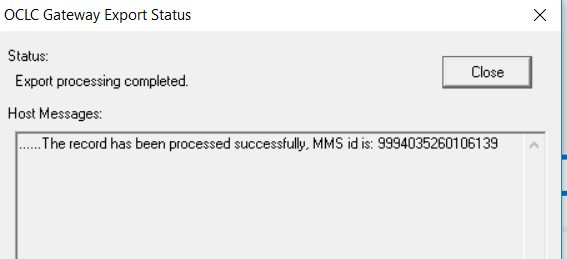 OCLC Gateway Export Status
Status:
Export processing completed.
Close
Host Messages:
......The record has been processed successfully, MMS id is: 9994035260106139